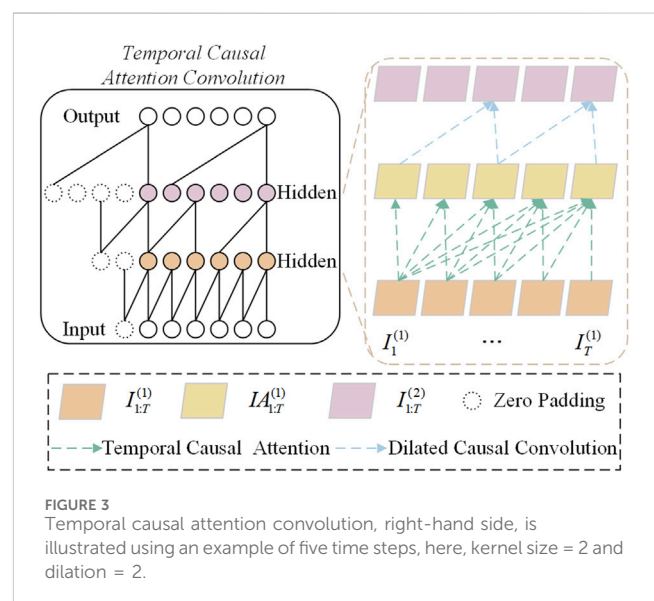 Temporal Causal
Attention Convolution
Output
Hidden
Hidden
Input
I_1^{(1)} ... I_T^{(1)}
I_{1:T}^{(1)} IA_{1:T}^{(1)} I_{1:T}^{(2)} Zero Padding
Temporal Causal Attention Dilated Causal Convolution
FIGURE 3
Temporal causal attention convolution, right-hand side, is
illustrated using an example of five time steps, here, kernel size = 2 and
dilation = 2.